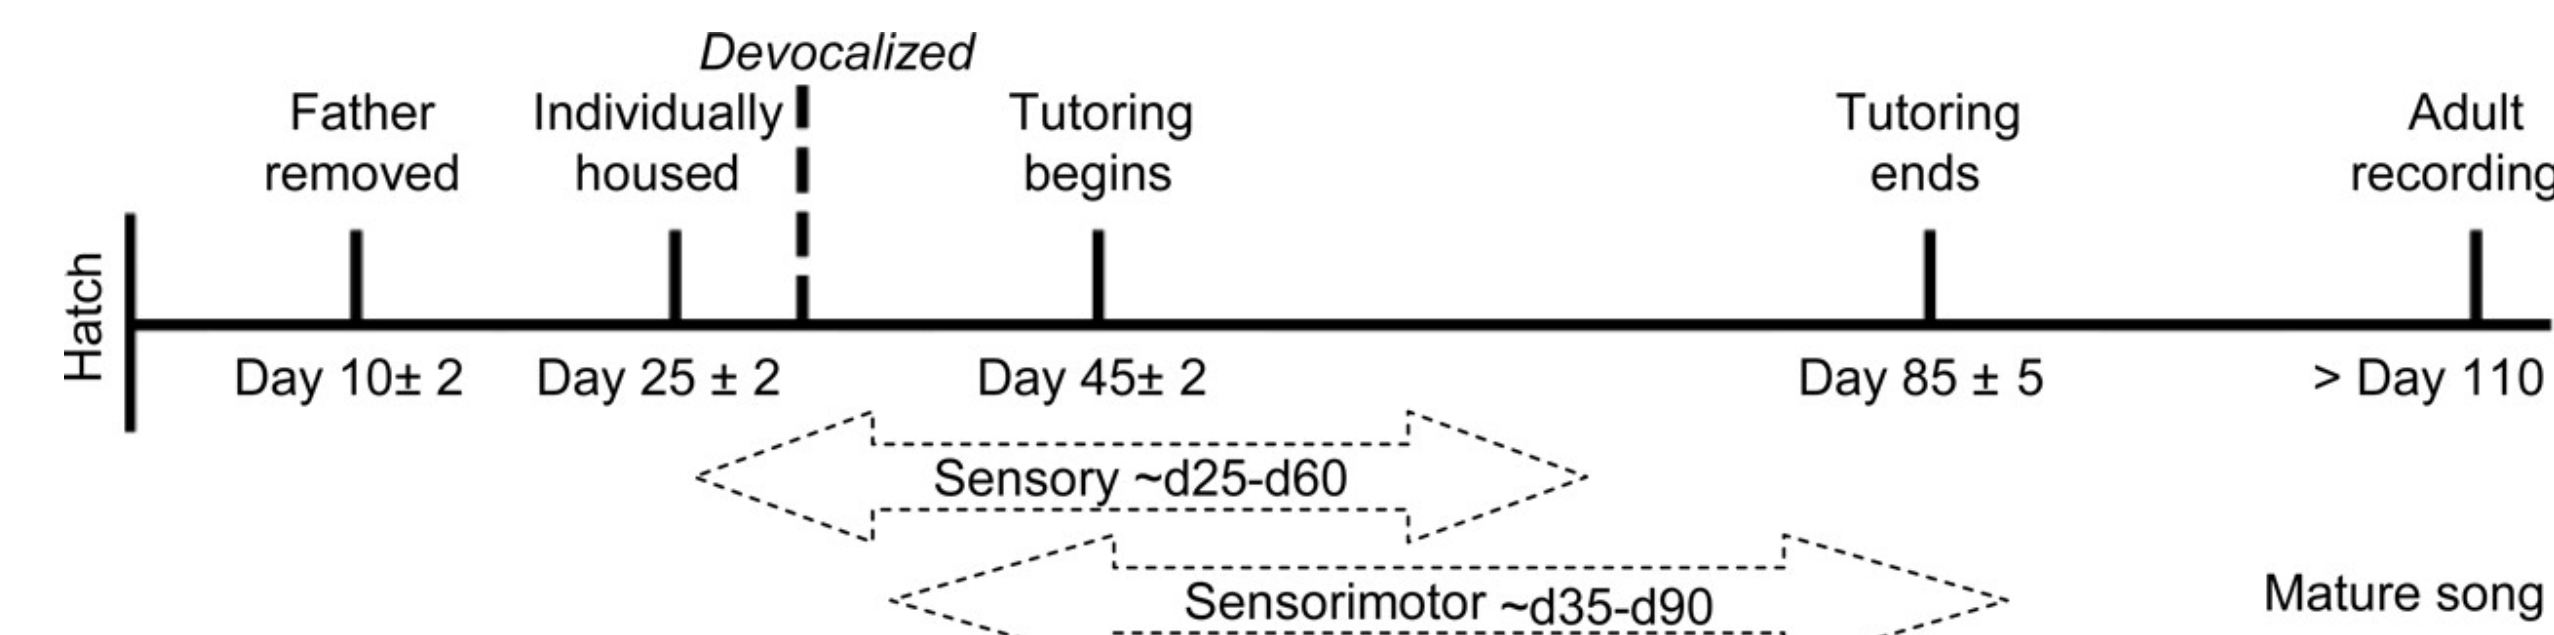 Devocalized
Father removed
Individually housed
Tutoring begins
Tutoring ends
Adult recording
Hatch
Day 10± 2
Day 25 ± 2
Day 45± 2
Day 85 ± 5
> Day 110
Sensory ~d25-d60
Sensorimotor ~d35-d90
Mature song